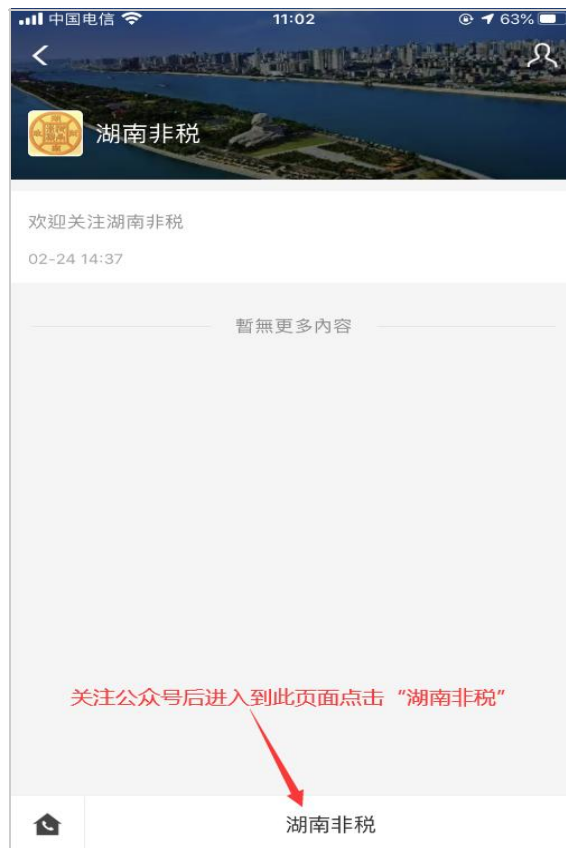 中国电信 11:02 63%
湖南非税
欢迎关注湖南非税
02-24 14:37
暫無更多內容
关注公众号后进入到此页面点击“湖南非税”
湖南非税